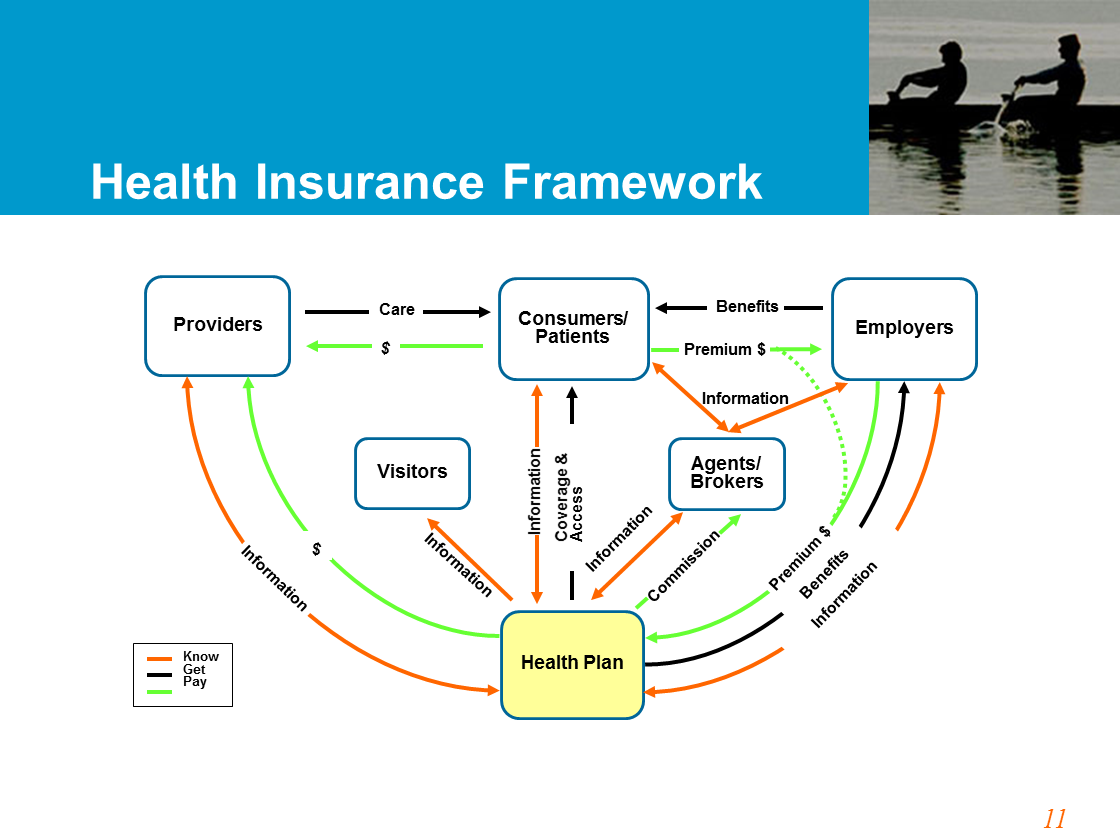 Health Insurance Framework
Providers
Care
$
Consumers/
Patients
Benefits
Premium $
Employers
Information
Visitors
Agents/
Brokers
Information
Coverage &
Access
Information
Information
Commission
Premium $
Benefits
Information
$
Information
Health Plan
Know
Get
Pay
11